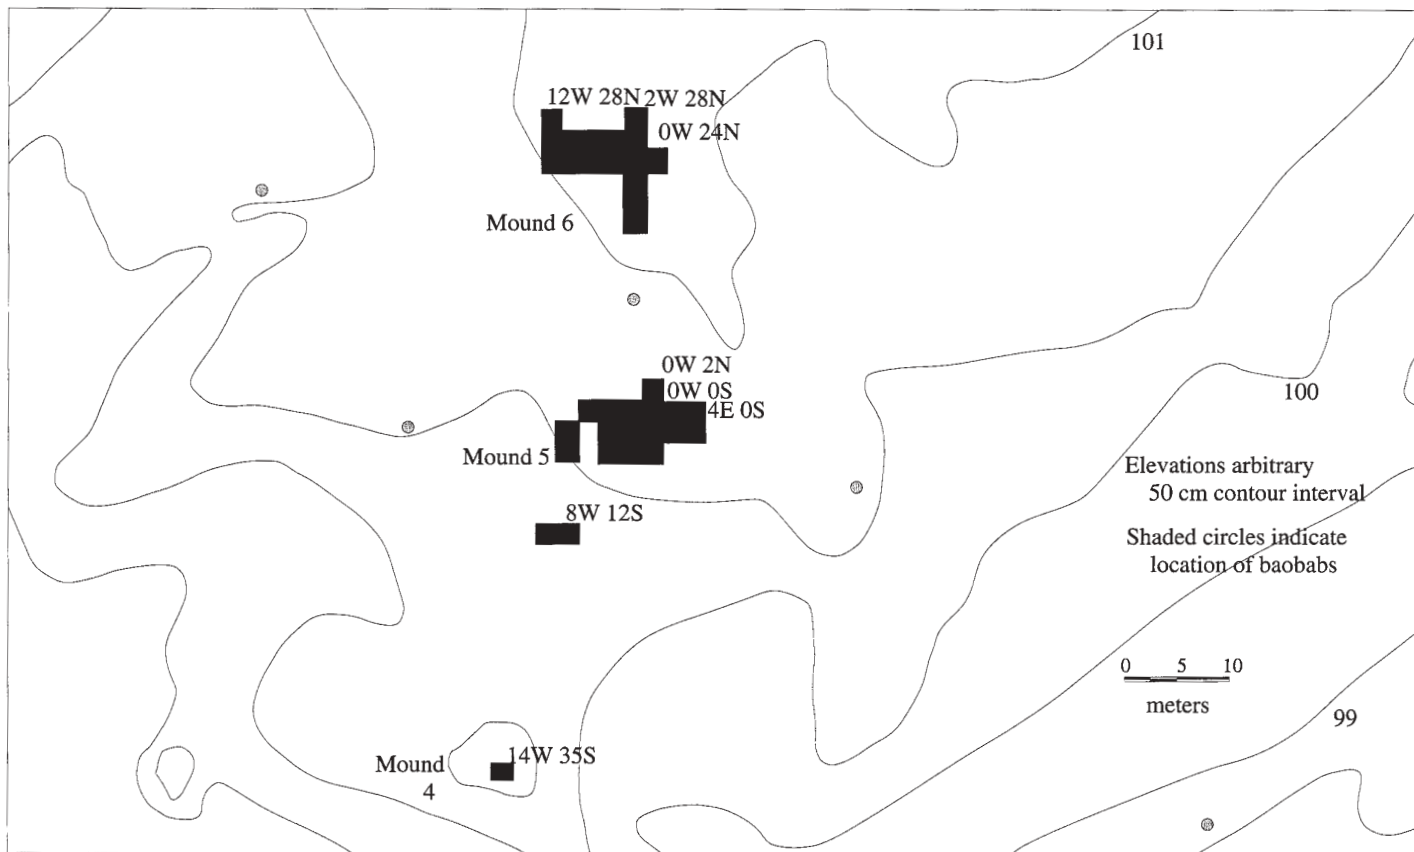 101
12W 28N 2W 28N
0W 24N
Mound 6
0W 2N
0W 0S
4E 0S
100
Mound 5
Elevations arbitrary
50 cm contour interval
8W 12S
Shaded circles indicate
location of baobabs
0 5 10
meters
99
14W 35S
Mound
4